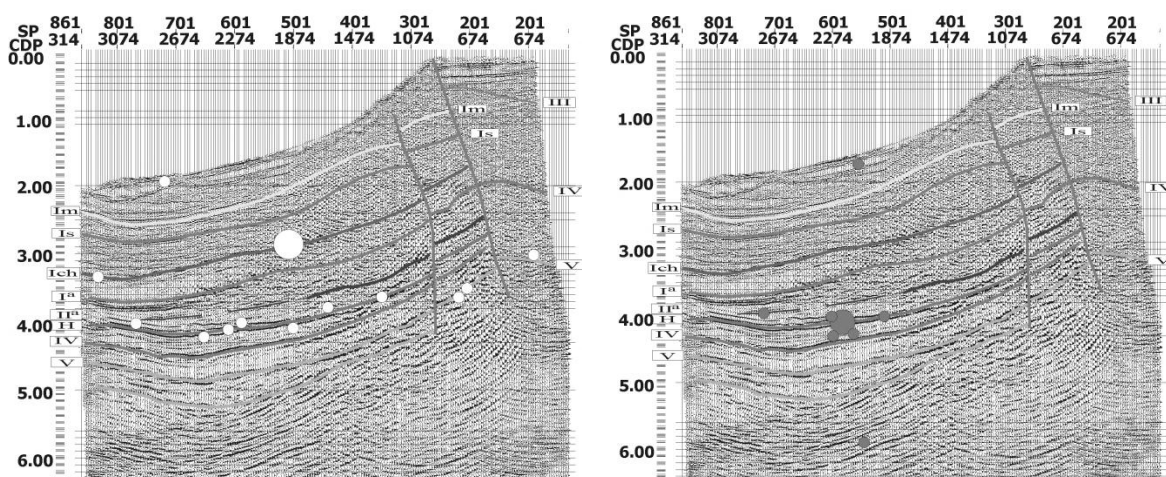 SP 861 801 701 601 501 401 301 201 201
CDP 314 3074 2674 2274 1874 1474 1074 674 674
0.00
III
Im
1.00
Is
2.00
IV
Im
Is
3.00
V
Ich
Iª
IIª
4.00 H
IV
V
5.00
6.00
SP 861 801 701 601 501 401 301 201 201
CDP 314 3074 2674 2274 1874 1474 1074 674 674
0.00
III
Im
1.00
Is
2.00
IV
Im
Is
3.00
V
Ich
Iª
IIª
4.00 H
IV
V
5.00
6.00